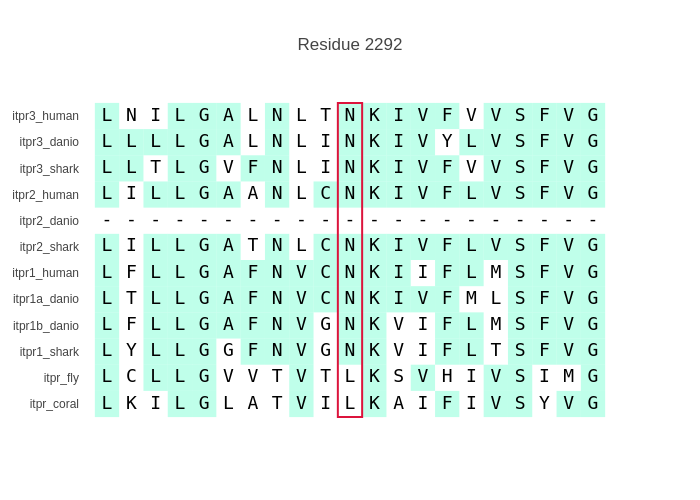 Residue 2292
itpr3_human L N I L G A L N L T N K I V F V V S F V G
itpr3_danio L L L L G A L N L I N K I V Y L V S F V G
itpr3_shark L L T L G V F N L I N K I V F V V S F V G
itpr2_human L I L L G A A N L C N K I V F L V S F V G
itpr2_danio - - - - - - - - - - - - - - - - - - - - -
itpr2_shark L I L L G A T N L C N K I V F L V S F V G
itpr1_human L F L L G A F N V C N K I I F L M S F V G
itpr1a_danio L T L L G A F N V C N K I V F M L S F V G
itpr1b_danio L F L L G A F N V G N K V I F L M S F V G
itpr1_shark L Y L L G G F N V G N K V I F L T S F V G
itpr_fly L C L L G V V T V T L K S V H I V S I M G
itpr_coral L K I L G L A T V I L K A I F I V S Y V G